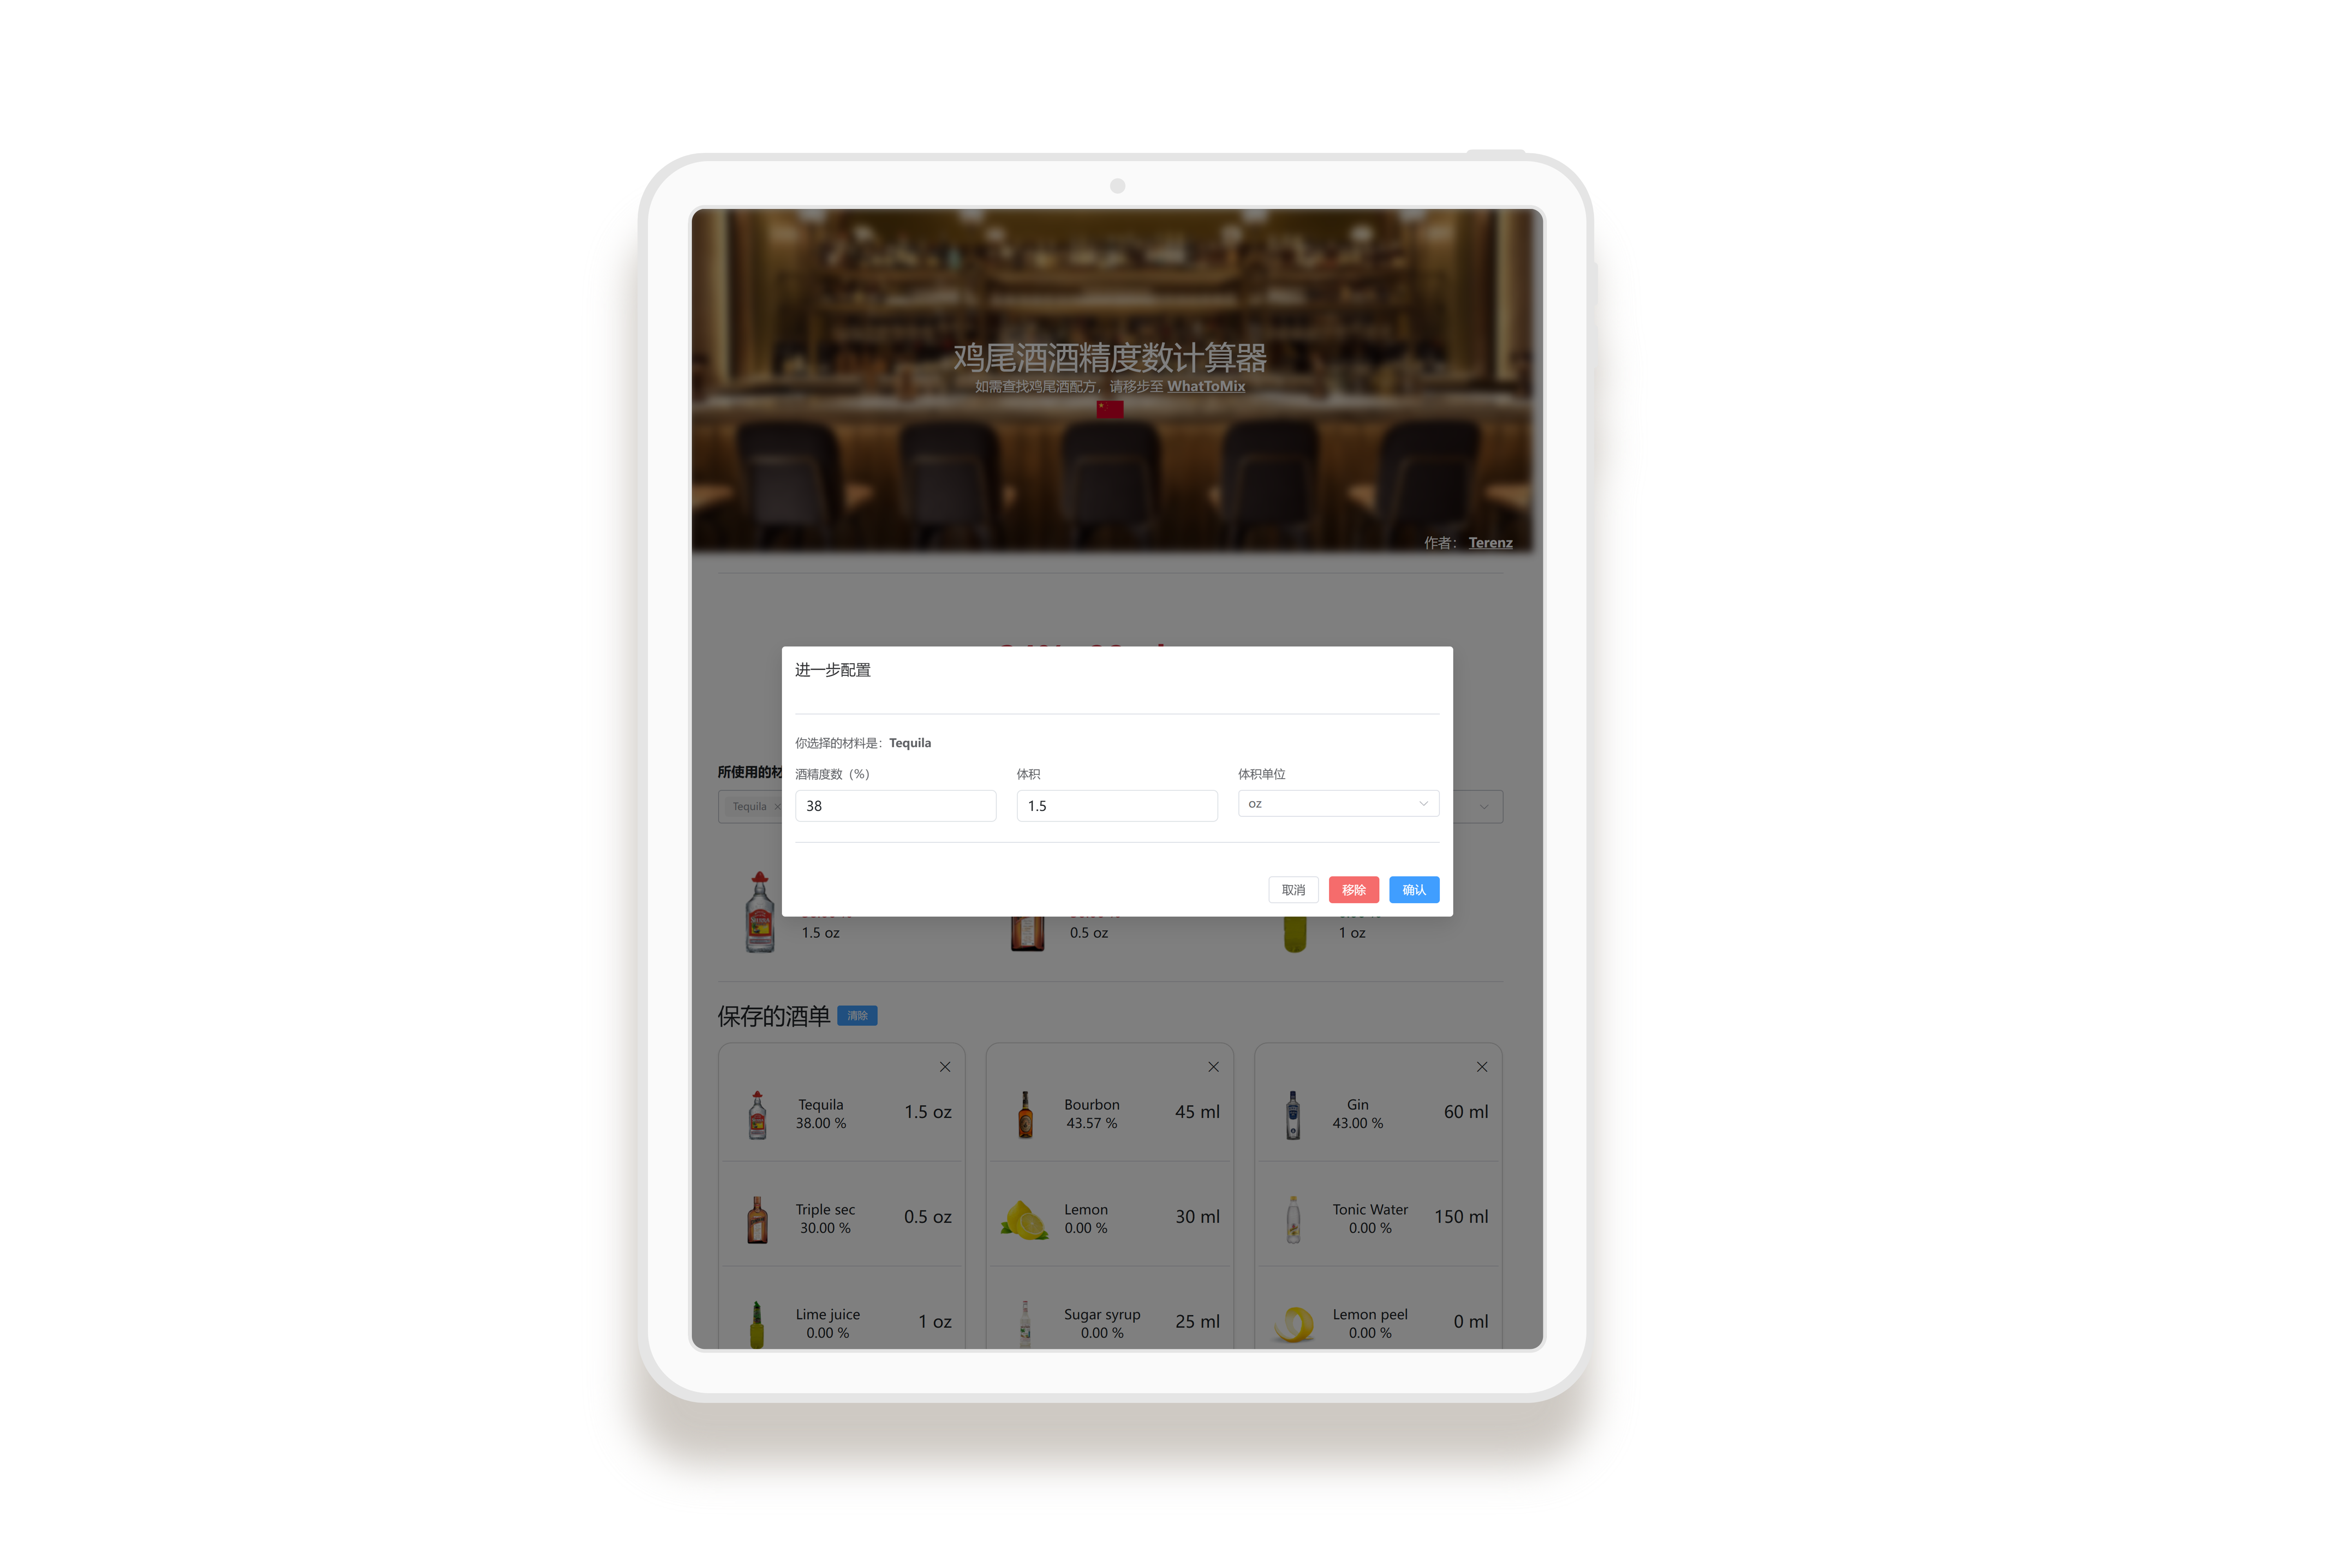 鸡尾酒酒精度数计算器
如需查找鸡尾酒配方，请移步至 WhatToMix
作者： Terenz
进一步配置
你选择的材料是：Tequila
酒精度数（%）
体积
体积单位
38
1.5
oz
取消
移除
确认
所使用的材
Tequila ×
1.5 oz
0.5 oz
1 oz
保存的酒单
清除
Tequila
38.00 %
1.5 oz
Bourbon
43.57 %
45 ml
Gin
43.00 %
60 ml
Triple sec
30.00 %
0.5 oz
Lemon
0.00 %
30 ml
Tonic Water
0.00 %
150 ml
Lime juice
0.00 %
1 oz
Sugar syrup
0.00 %
25 ml
Lemon peel
0.00 %
0 ml